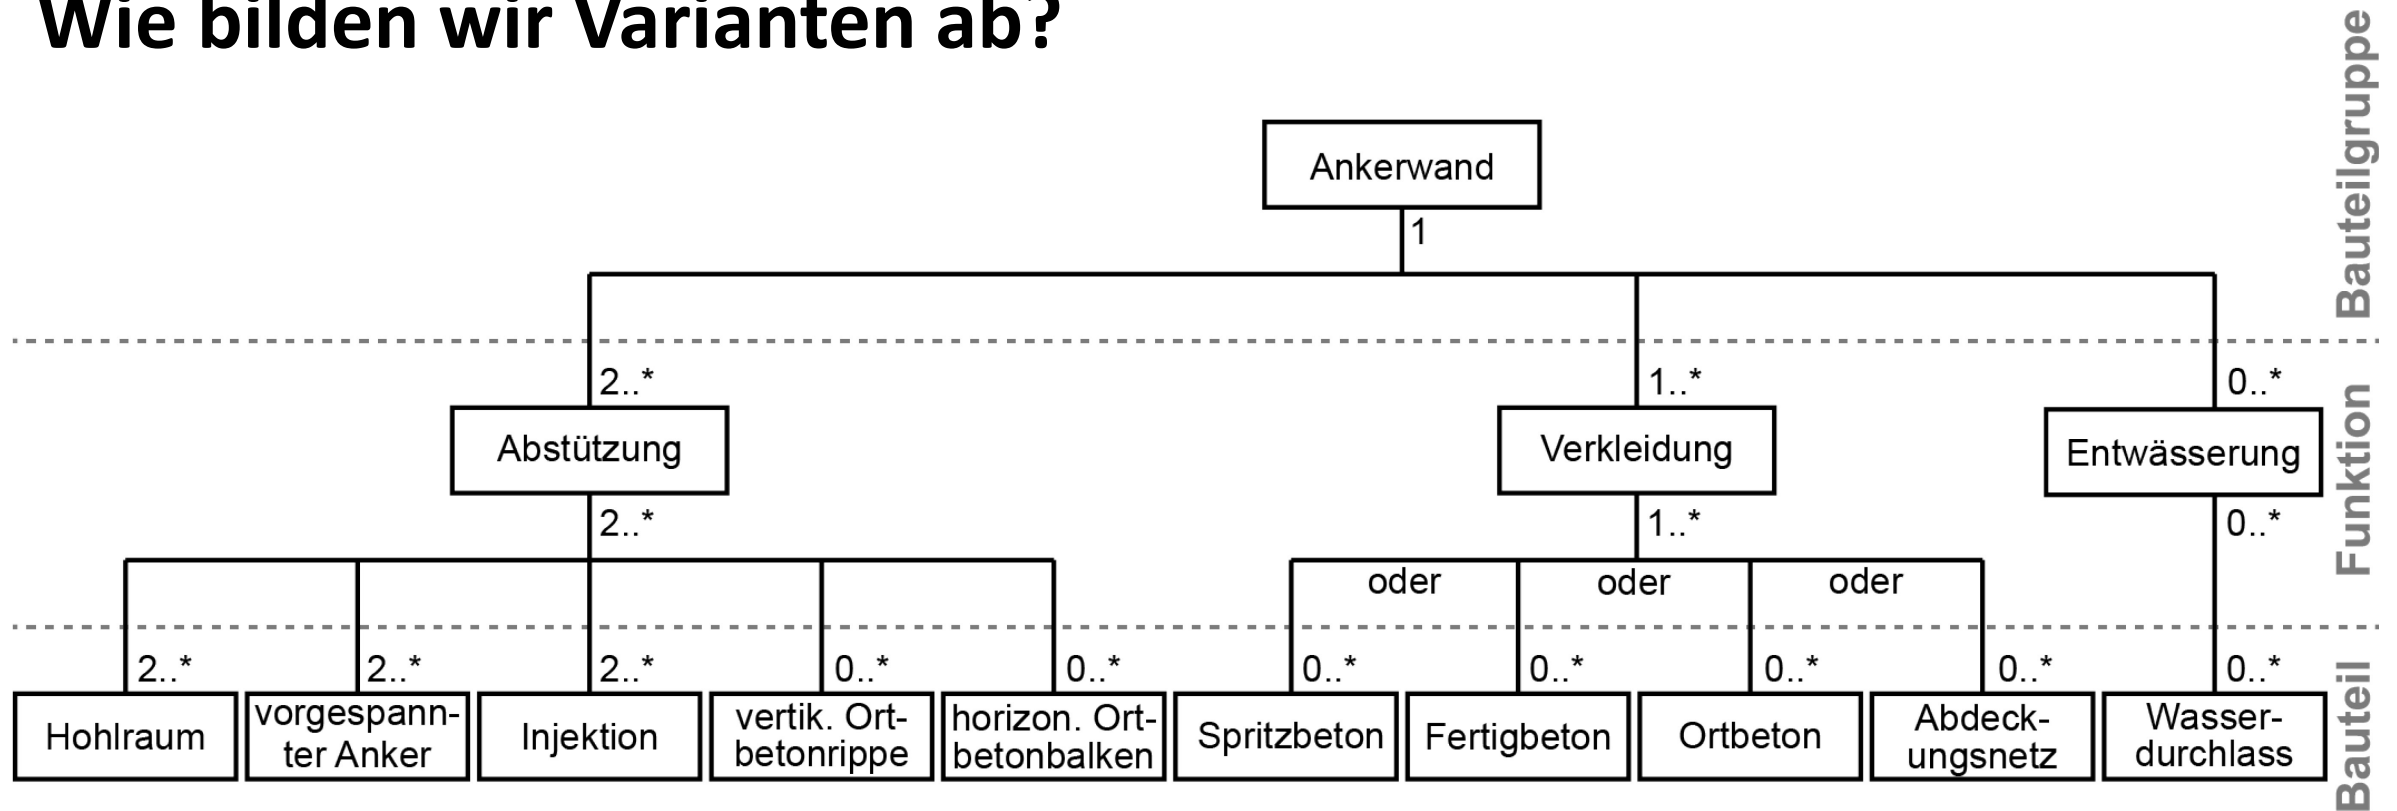 Wie bilden wir Varianten ab?
Bauteilgruppe
Ankerwand
1
2..*
1..*
0..*
Funktion
Abstützung
Verkleidung
Entwässerung
2..*
1..*
0..*
oder
oder
oder
Bauteil
2..*
2..*
2..*
0..*
0..*
0..*
0..*
0..*
0..*
0..*
Hohlraum
vorgespann-
ter Anker
Injektion
vertik. Ort-
betonrippe
horizon. Ort-
betonbalken
Spritzbeton
Fertigbeton
Ortbeton
Abdeck-
ungsnetz
Wasser-
durchlass